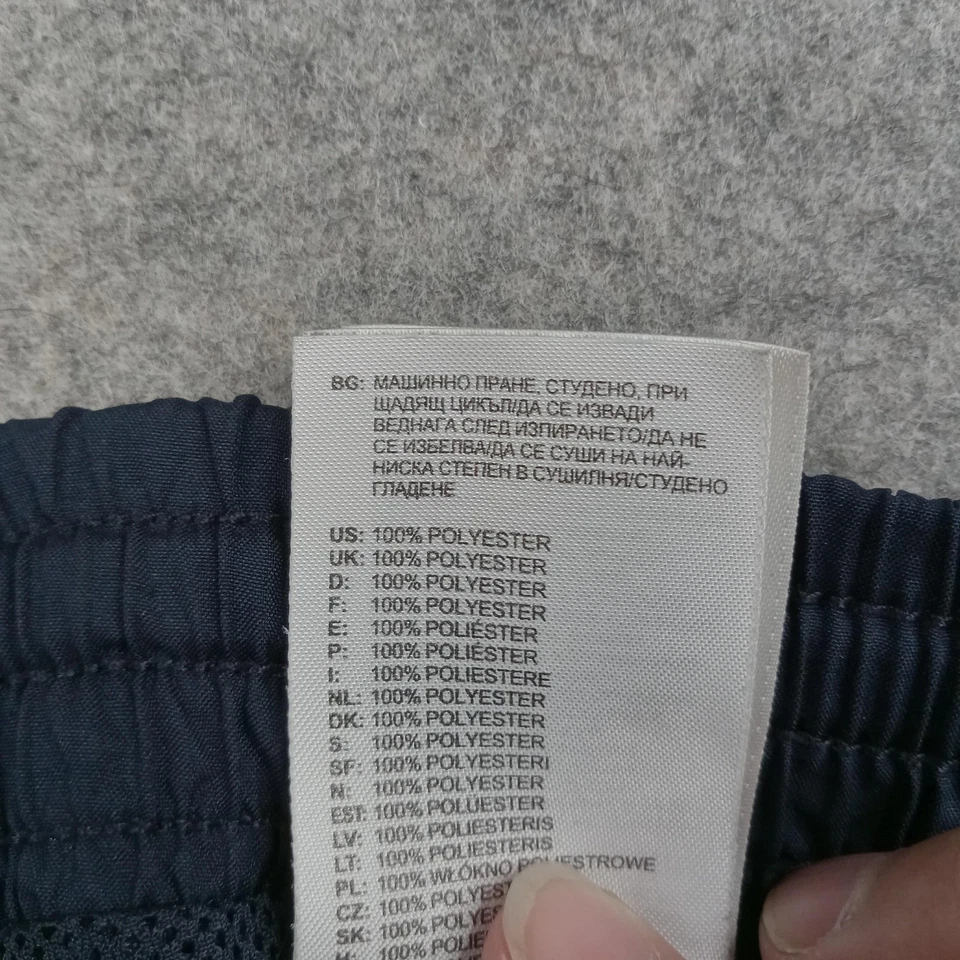 BG: МАШИННО ПРАНЕ, СТУДЕНО, ПРИ
ЩАДЯЩ ЦИКЪЛ/ДА СЕ ИЗВАДИ
ВЕДНАГА СЛЕД ИЗПИРАНЕТО/ДА НЕ
СЕ ИЗБЕЛВА/ДА СЕ СУШИ НА НАЙ-
НИСКА СТЕПЕН В СУШИЛНЯ/СТУДЕНО
ГЛАДЕНЕ
US: 100% POLYESTER
UK: 100% POLYESTER
D: 100% POLYESTER
F: 100% POLYESTER
E: 100% POLIÉSTER
P: 100% POLIÉSTER
I: 100% POLIESTERE
NL: 100% POLYESTER
DK: 100% POLYESTER
S: 100% POLYESTER
SF: 100% POLYESTERI
N: 100% POLYESTER
EST: 100% POLÜESTER
LV: 100% POLIESTERIS
LT: 100% POLIESTERIS
PL: 100% WŁÓKNO POLIESTROWE
CZ: 100%
SK: 100%
H: 100%